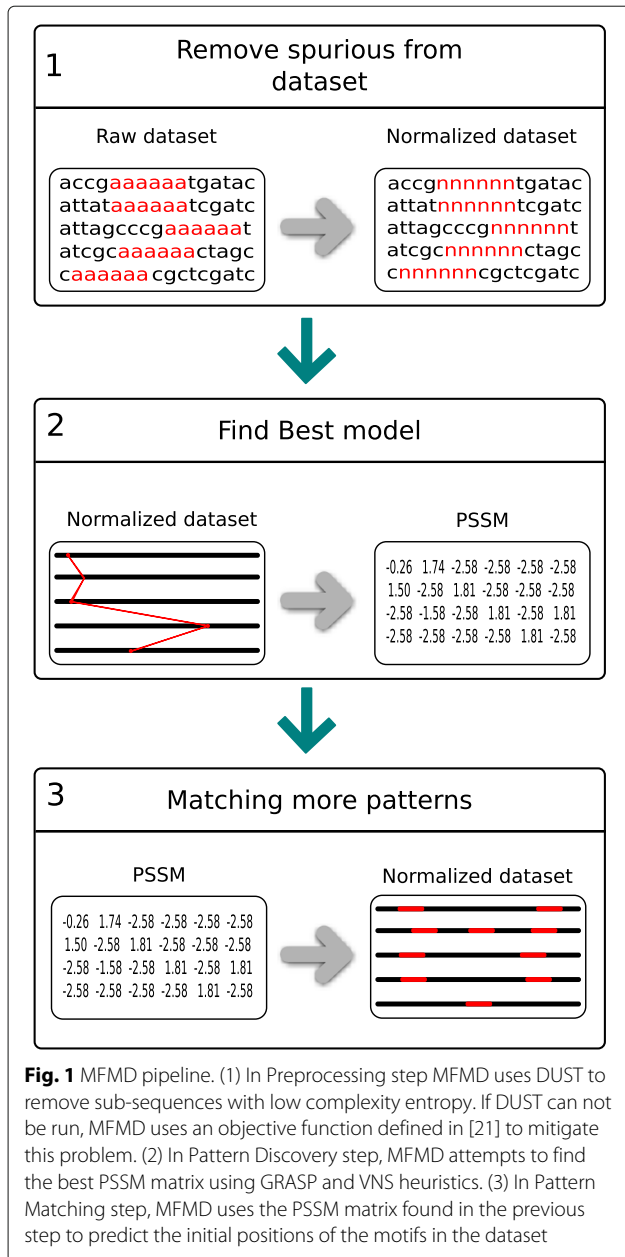 1
Remove spurious from
dataset
Raw dataset
accgaaaaaatgatac
attataaaaaatcgatc
attagcccgaaaaaat
atcgcaaaaaactagc
caaaaaa cgctcgatc
Normalized dataset
accgnnnnnntgatac
attatnnnnnntcgatc
attagcccgnnnnnnt
atcgcnnnnnnctagc
cnnnnnncgctcgatc
2
Find Best model
Normalized dataset
PSSM
-0.26 1.74 -2.58 -2.58 -2.58 -2.58
1.50 -2.58 1.81 -2.58 -2.58 -2.58
-2.58 -1.58 -2.58 1.81 -2.58 1.81
-2.58 -2.58 -2.58 -2.58 1.81 -2.58
3
Matching more patterns
PSSM
-0.26 1.74 -2.58 -2.58 -2.58 -2.58
1.50 -2.58 1.81 -2.58 -2.58 -2.58
-2.58 -1.58 -2.58 1.81 -2.58 1.81
-2.58 -2.58 -2.58 -2.58 1.81 -2.58
Normalized dataset
Fig. 1 MFMD pipeline. (1) In Preprocessing step MFMD uses DUST to
remove sub-sequences with low complexity entropy. If DUST can not
be run, MFMD uses an objective function defined in [21] to mitigate
this problem. (2) In Pattern Discovery step, MFMD attempts to find
the best PSSM matrix using GRASP and VNS heuristics. (3) In Pattern
Matching step, MFMD uses the PSSM matrix found in the previous
step to predict the initial positions of the motifs in the dataset